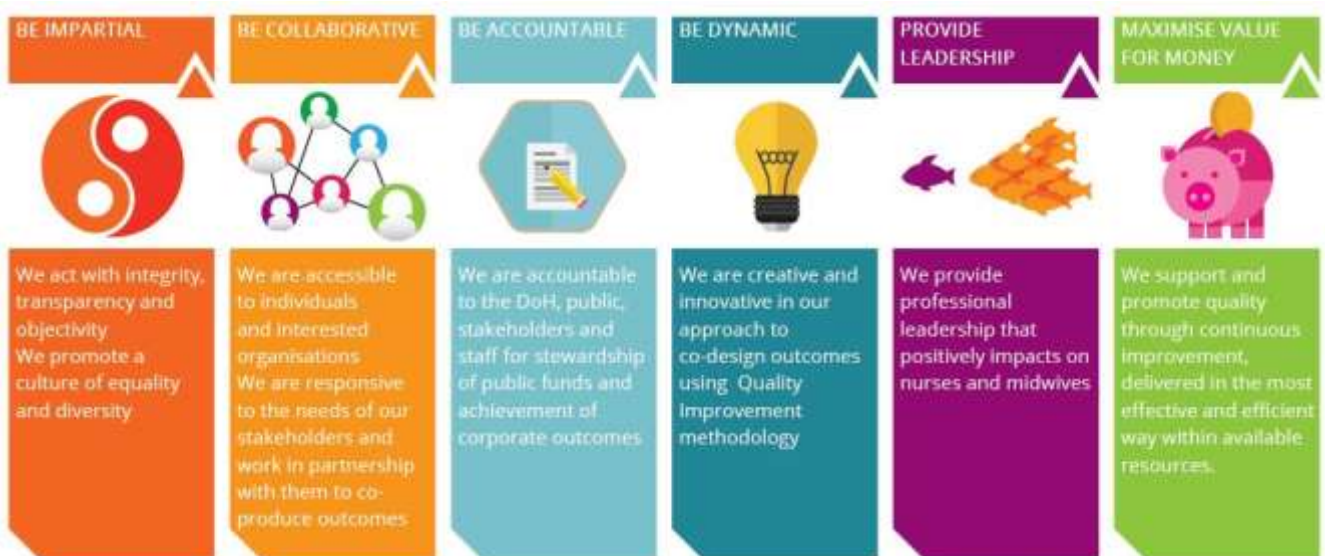 BE IMPARTIAL
We act with integrity,
transparency and
objectivity
We promote a
culture of equality
and diversity
BE COLLABORATIVE
We are accessible
to individuals
and interested
organisations
We are responsive
to the needs of our
stakeholders and
work in partnership
with them to co-
produce outcomes
BE ACCOUNTABLE
We are accountable
to the DoH, public,
stakeholders and
staff for stewardship
of public funds and
achievement of
corporate outcomes
BE DYNAMIC
We are creative and
innovative in our
approach to
co-design outcomes
using Quality
Improvement
methodology
PROVIDE
LEADERSHIP
We provide
professional
leadership that
positively impacts on
nurses and midwives
MAXIMISE VALUE
FOR MONEY
We support and
promote quality
through continuous
improvement,
delivered in the most
effective and efficient
way within available
resources.